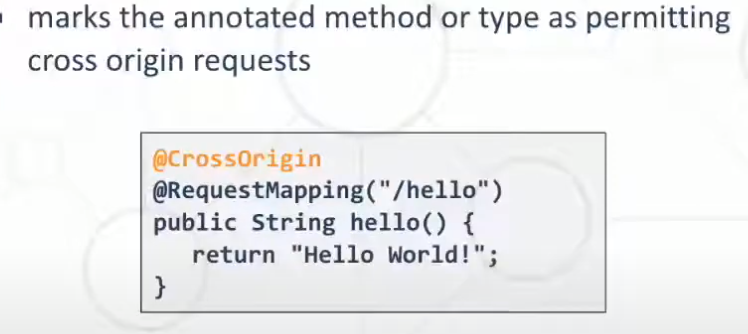 marks the annotated method or type as permitting
cross origin requests
@CrossOrigin
@RequestMapping("/hello")
public String hello() {
return "Hello World!";
}